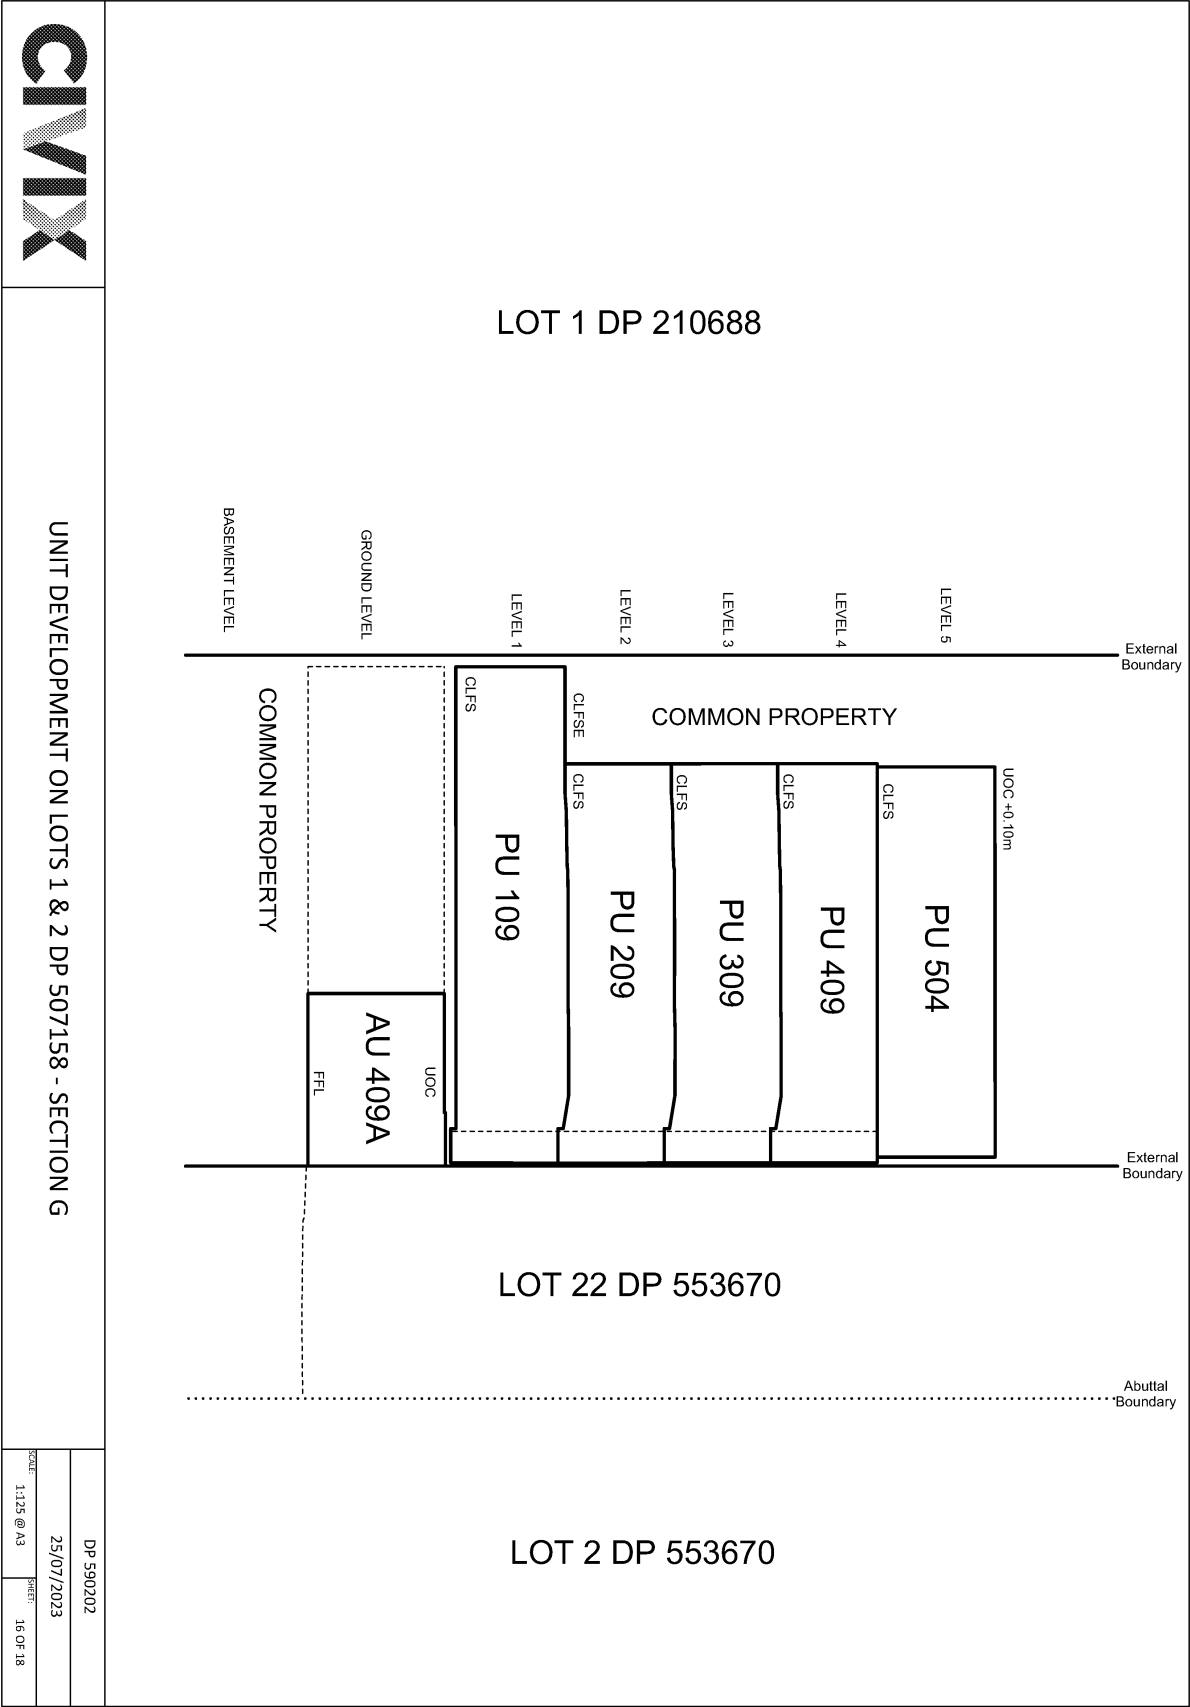 CIVIX
UNIT DEVELOPMENT ON LOTS 1 & 2 DP 507158 - SECTION G
DP 590202
25/07/2023
SCALE:
1:125 @ A3
SHEET:
16 OF 18
LOT 1 DP 210688
BASEMENT LEVEL
GROUND LEVEL
LEVEL 1
LEVEL 2
LEVEL 3
LEVEL 4
LEVEL 5
External
Boundary
COMMON PROPERTY
COMMON PROPERTY
CLFS
CLFSE
CLFS
CLFS
CLFS
CLFS
UOC +0.10m
PU 109
PU 209
PU 309
PU 409
PU 504
AU 409A
FFL
UOC
External
Boundary
LOT 22 DP 553670
Abuttal
Boundary
LOT 2 DP 553670